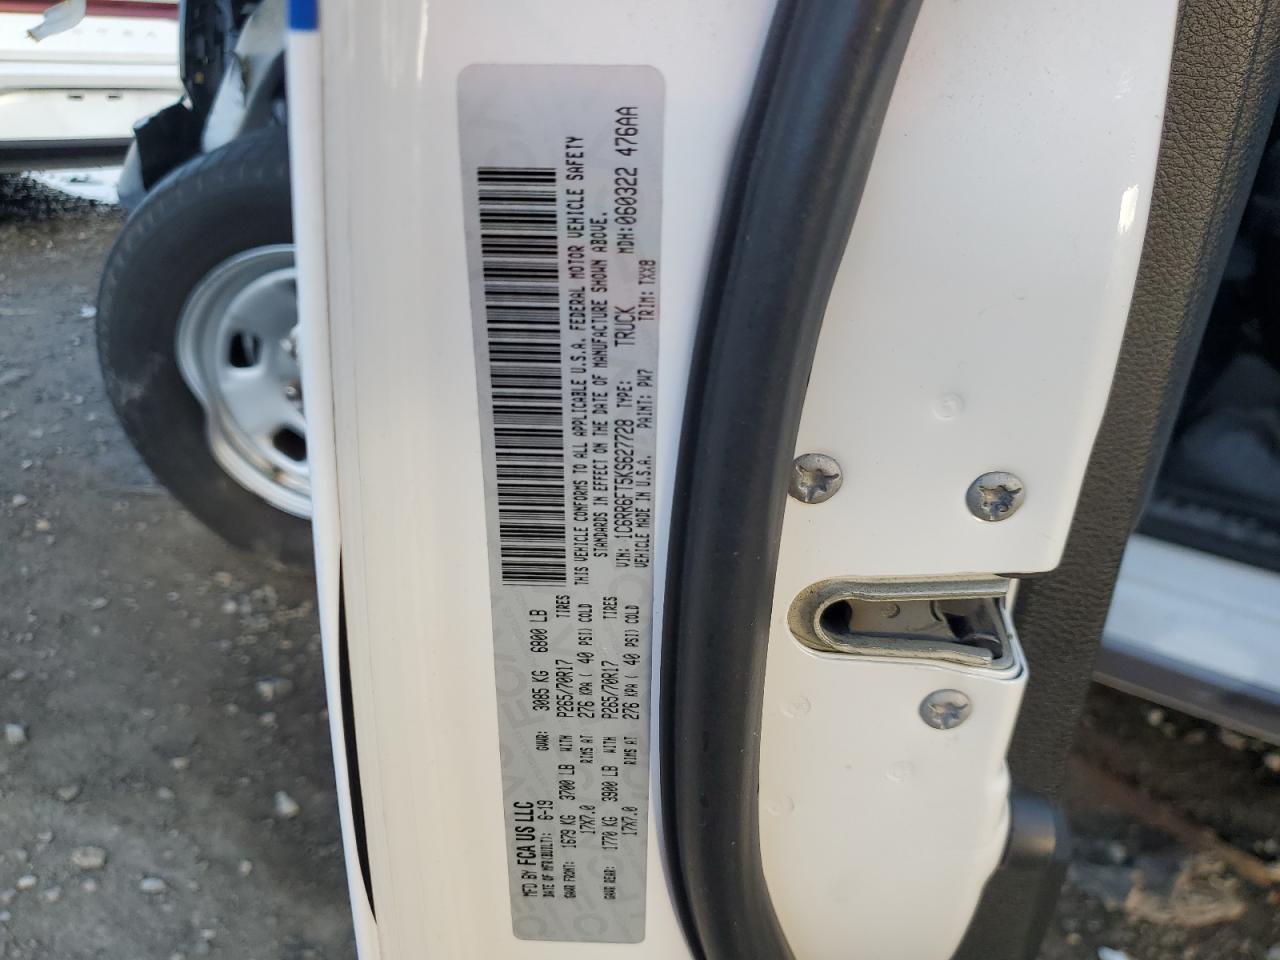 MFD BY FCA US LLC
DATE OF MFR(BUILT): 6-19 GVWR: 3085 KG 6800 LB
GAWR FRONT: 1679 KG 3700 LB WITH P265/70R17 TIRES
17X7.0 RIMS AT 276 KPA ( 40 PSI) COLD
GAWR REAR: 1770 KG 3900 LB WITH P265/70R17 TIRES
17X7.0 RIMS AT 276 KPA ( 40 PSI) COLD
THIS VEHICLE CONFORMS TO ALL APPLICABLE U.S.A. FEDERAL MOTOR VEHICLE SAFETY
STANDARDS IN EFFECT ON THE DATE OF MANUFACTURE SHOWN ABOVE.
VIN: 1C6RR6FT5KS627728 TYPE: TRUCK MDH:060322 476AA
VEHICLE MADE IN U.S.A. PAINT: PW7 TRIM: TXX8